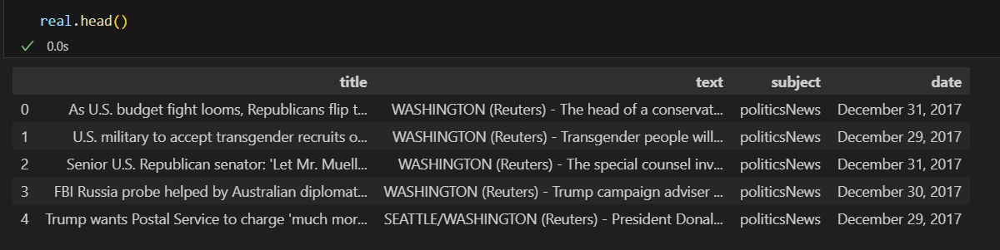 real.head()
0.0s
title text subject date
0 As U.S. budget fight looms, Republicans flip t... WASHINGTON (Reuters) - The head of a conservat... politicsNews December 31, 2017
1 U.S. military to accept transgender recruits o... WASHINGTON (Reuters) - Transgender people will... politicsNews December 29, 2017
2 Senior U.S. Republican senator: 'Let Mr. Muell... WASHINGTON (Reuters) - The special counsel inv... politicsNews December 31, 2017
3 FBI Russia probe helped by Australian diplomat... WASHINGTON (Reuters) - Trump campaign adviser ... politicsNews December 30, 2017
4 Trump wants Postal Service to charge 'much mor... SEATTLE/WASHINGTON (Reuters) - President Donal... politicsNews December 29, 2017